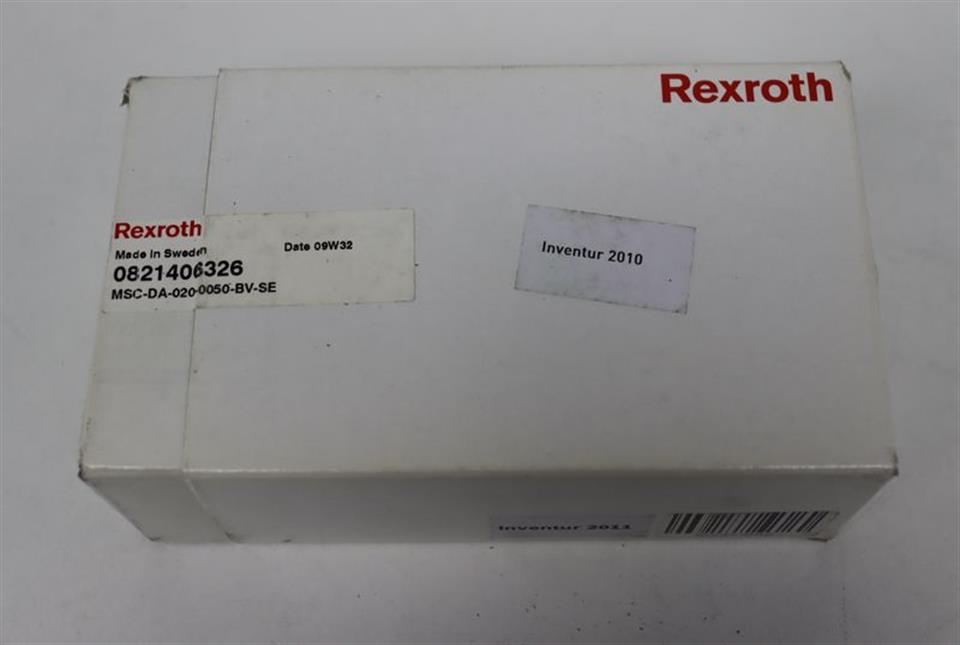 Rexroth
Rexroth
Made in Sweden
Date 09W32
0821406326
MSC-DA-020-0050-BV-SE
Inventur 2010
Inventur 2011